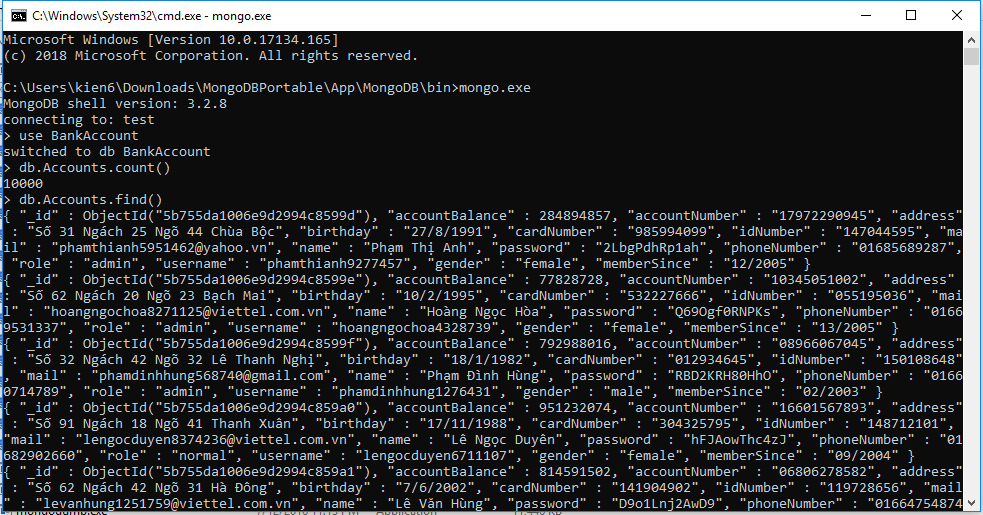 C:\Windows\System32\cmd.exe - mongo.exe
Microsoft Windows [Version 10.0.17134.165]
(c) 2018 Microsoft Corporation. All rights reserved.
C:\Users\kien6\Downloads\MongoDBPortable\App\MongoDB\bin>mongo.exe
MongoDB shell version: 3.2.8
connecting to: test
> use BankAccount
switched to db BankAccount
> db.Accounts.count()
10000
> db.Accounts.find()
{ "_id" : ObjectId("5b755da1006e9d2994c8599d"), "accountBalance" : 284894857, "accountNumber" : "17972290945", "address"
: "Số 31 Ngách 25 Ngõ 44 Chùa Bộc", "birthday" : "27/8/1991", "cardNumber" : "985994099", "idNumber" : "147044595", "ma
il" : "phamthianh5951462@yahoo.vn", "name" : "Phạm Thị Anh", "password" : "2LbgPdhRp1ah", "phoneNumber" : "01685689287",
"role" : "admin", "username" : "phamthianh9277457", "gender" : "female", "memberSince" : "12/2005" }
{ "_id" : ObjectId("5b755da1006e9d2994c8599e"), "accountBalance" : 77828728, "accountNumber" : "10345051002", "address"
: "Số 62 Ngách 20 Ngõ 23 Bạch Mai", "birthday" : "10/2/1995", "cardNumber" : "532227666", "idNumber" : "055195036", "mai
l" : "hoangngochoa8271125@viettel.com.vn", "name" : "Hoàng Ngọc Hòa", "password" : "Q69Ogf0RNPKs", "phoneNumber" : "0166
9531337", "role" : "admin", "username" : "hoangngochoa4328739", "gender" : "female", "memberSince" : "13/2005" }
{ "_id" : ObjectId("5b755da1006e9d2994c8599f"), "accountBalance" : 792988016, "accountNumber" : "08966067045", "address"
: "Số 32 Ngách 42 Ngõ 32 Lê Thanh Nghị", "birthday" : "18/1/1982", "cardNumber" : "012934645", "idNumber" : "150108648"
, "mail" : "phamdinhhung568740@gmail.com", "name" : "Phạm Đình Hùng", "password" : "RBD2KRH80HhO", "phoneNumber" : "0166
0714789", "role" : "admin", "username" : "phamdinhhung1276431", "gender" : "male", "memberSince" : "02/2003" }
{ "_id" : ObjectId("5b755da1006e9d2994c859a0"), "accountBalance" : 951232074, "accountNumber" : "16601567893", "address"
: "Số 91 Ngách 18 Ngõ 41 Thanh Xuân", "birthday" : "17/11/1988", "cardNumber" : "304325795", "idNumber" : "148712101",
"mail" : "lengocduyen8374236@viettel.com.vn", "name" : "Lê Ngọc Duyên", "password" : "hFJAowThc4zJ", "phoneNumber" : "01
682902660", "role" : "normal", "username" : "lengocduyen6711107", "gender" : "female", "memberSince" : "09/2004" }
{ "_id" : ObjectId("5b755da1006e9d2994c859a1"), "accountBalance" : 814591502, "accountNumber" : "06806278582", "address"
: "Số 62 Ngách 42 Ngõ 31 Hà Đông", "birthday" : "7/6/2002", "cardNumber" : "141904902", "idNumber" : "119728656", "mail
" : "levanhung1251759@viettel.com.vn", "name" : "Lê Văn Hùng", "password" : "D9o1Lnj2AwD9", "phoneNumber" : "01664754874